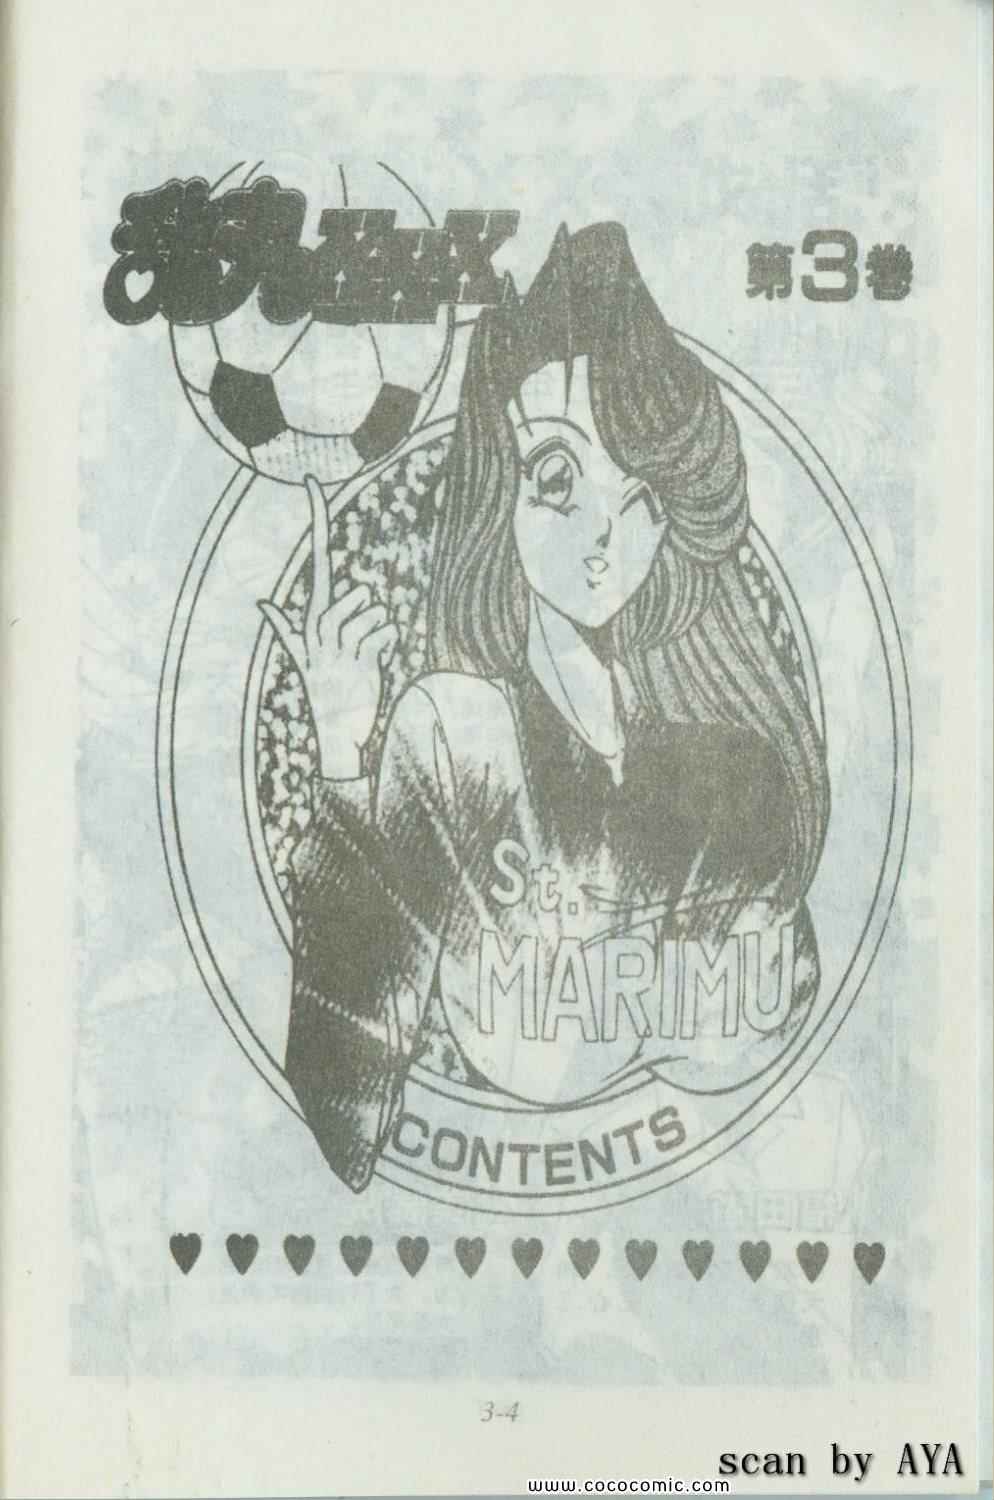 第3巻
St.
MARIMU
CONTENTS
3-4
scan by AYA
www.cococomic.com